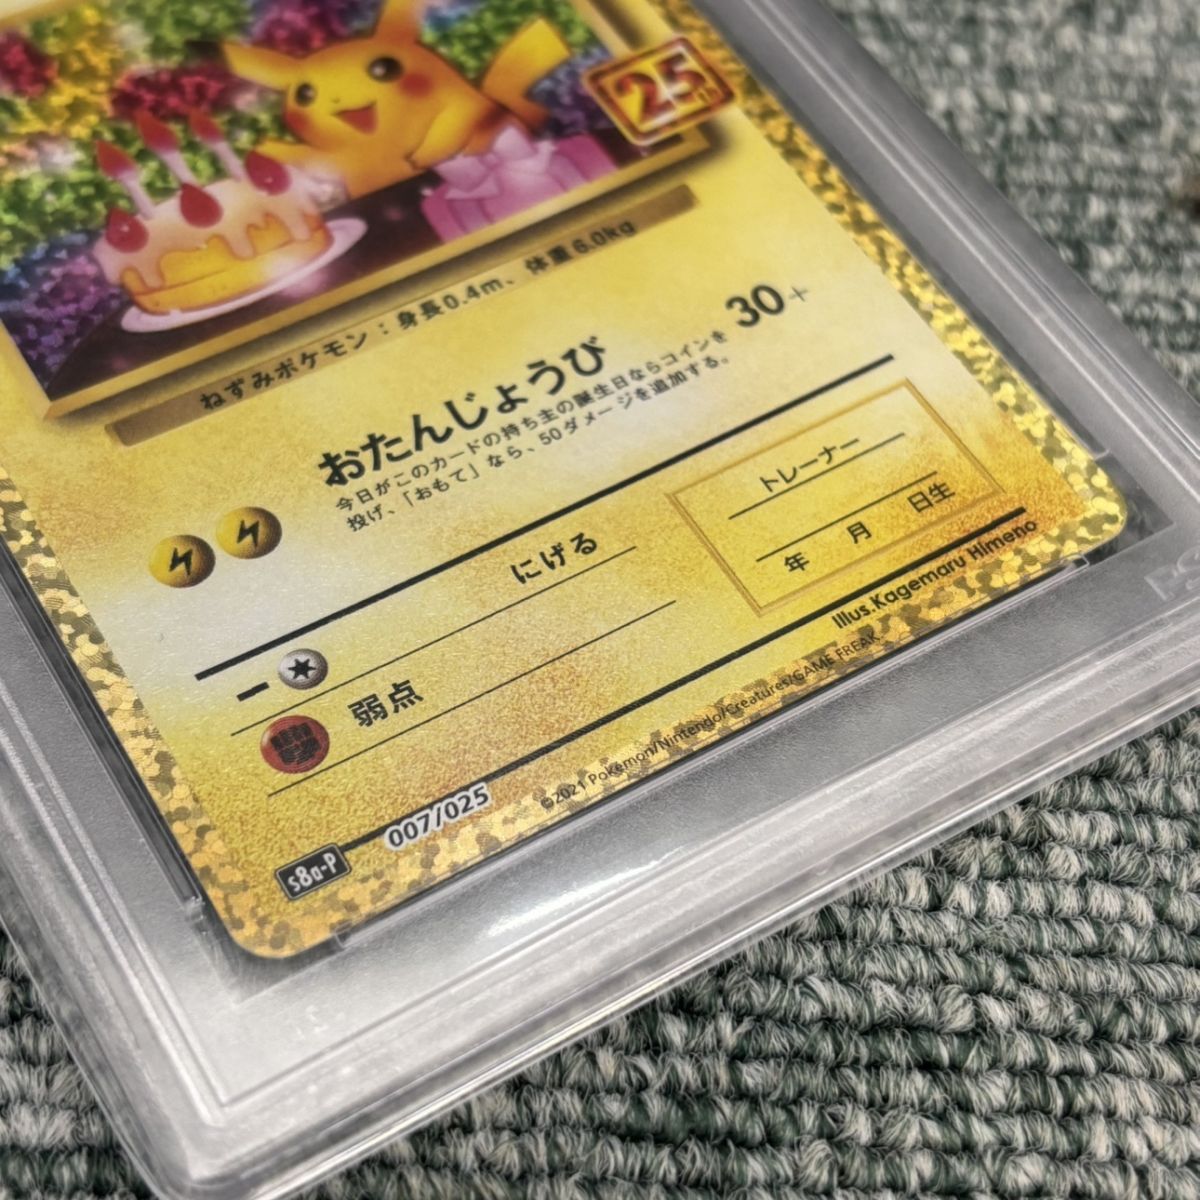 25th
ねずみポケモン：身長0.4m、体重6.0kg
おたんじょうび 30+
今日がこのカードの持ち主の誕生日ならコインを
投げ、「おもて」なら、50ダメージを追加する。
トレーナー
年 月 日生
にげる
弱点
Illus.Kagemaru Himeno
©2021 Pokémon/Nintendo/Creatures/GAME FREAK.
s8a-P 007/025